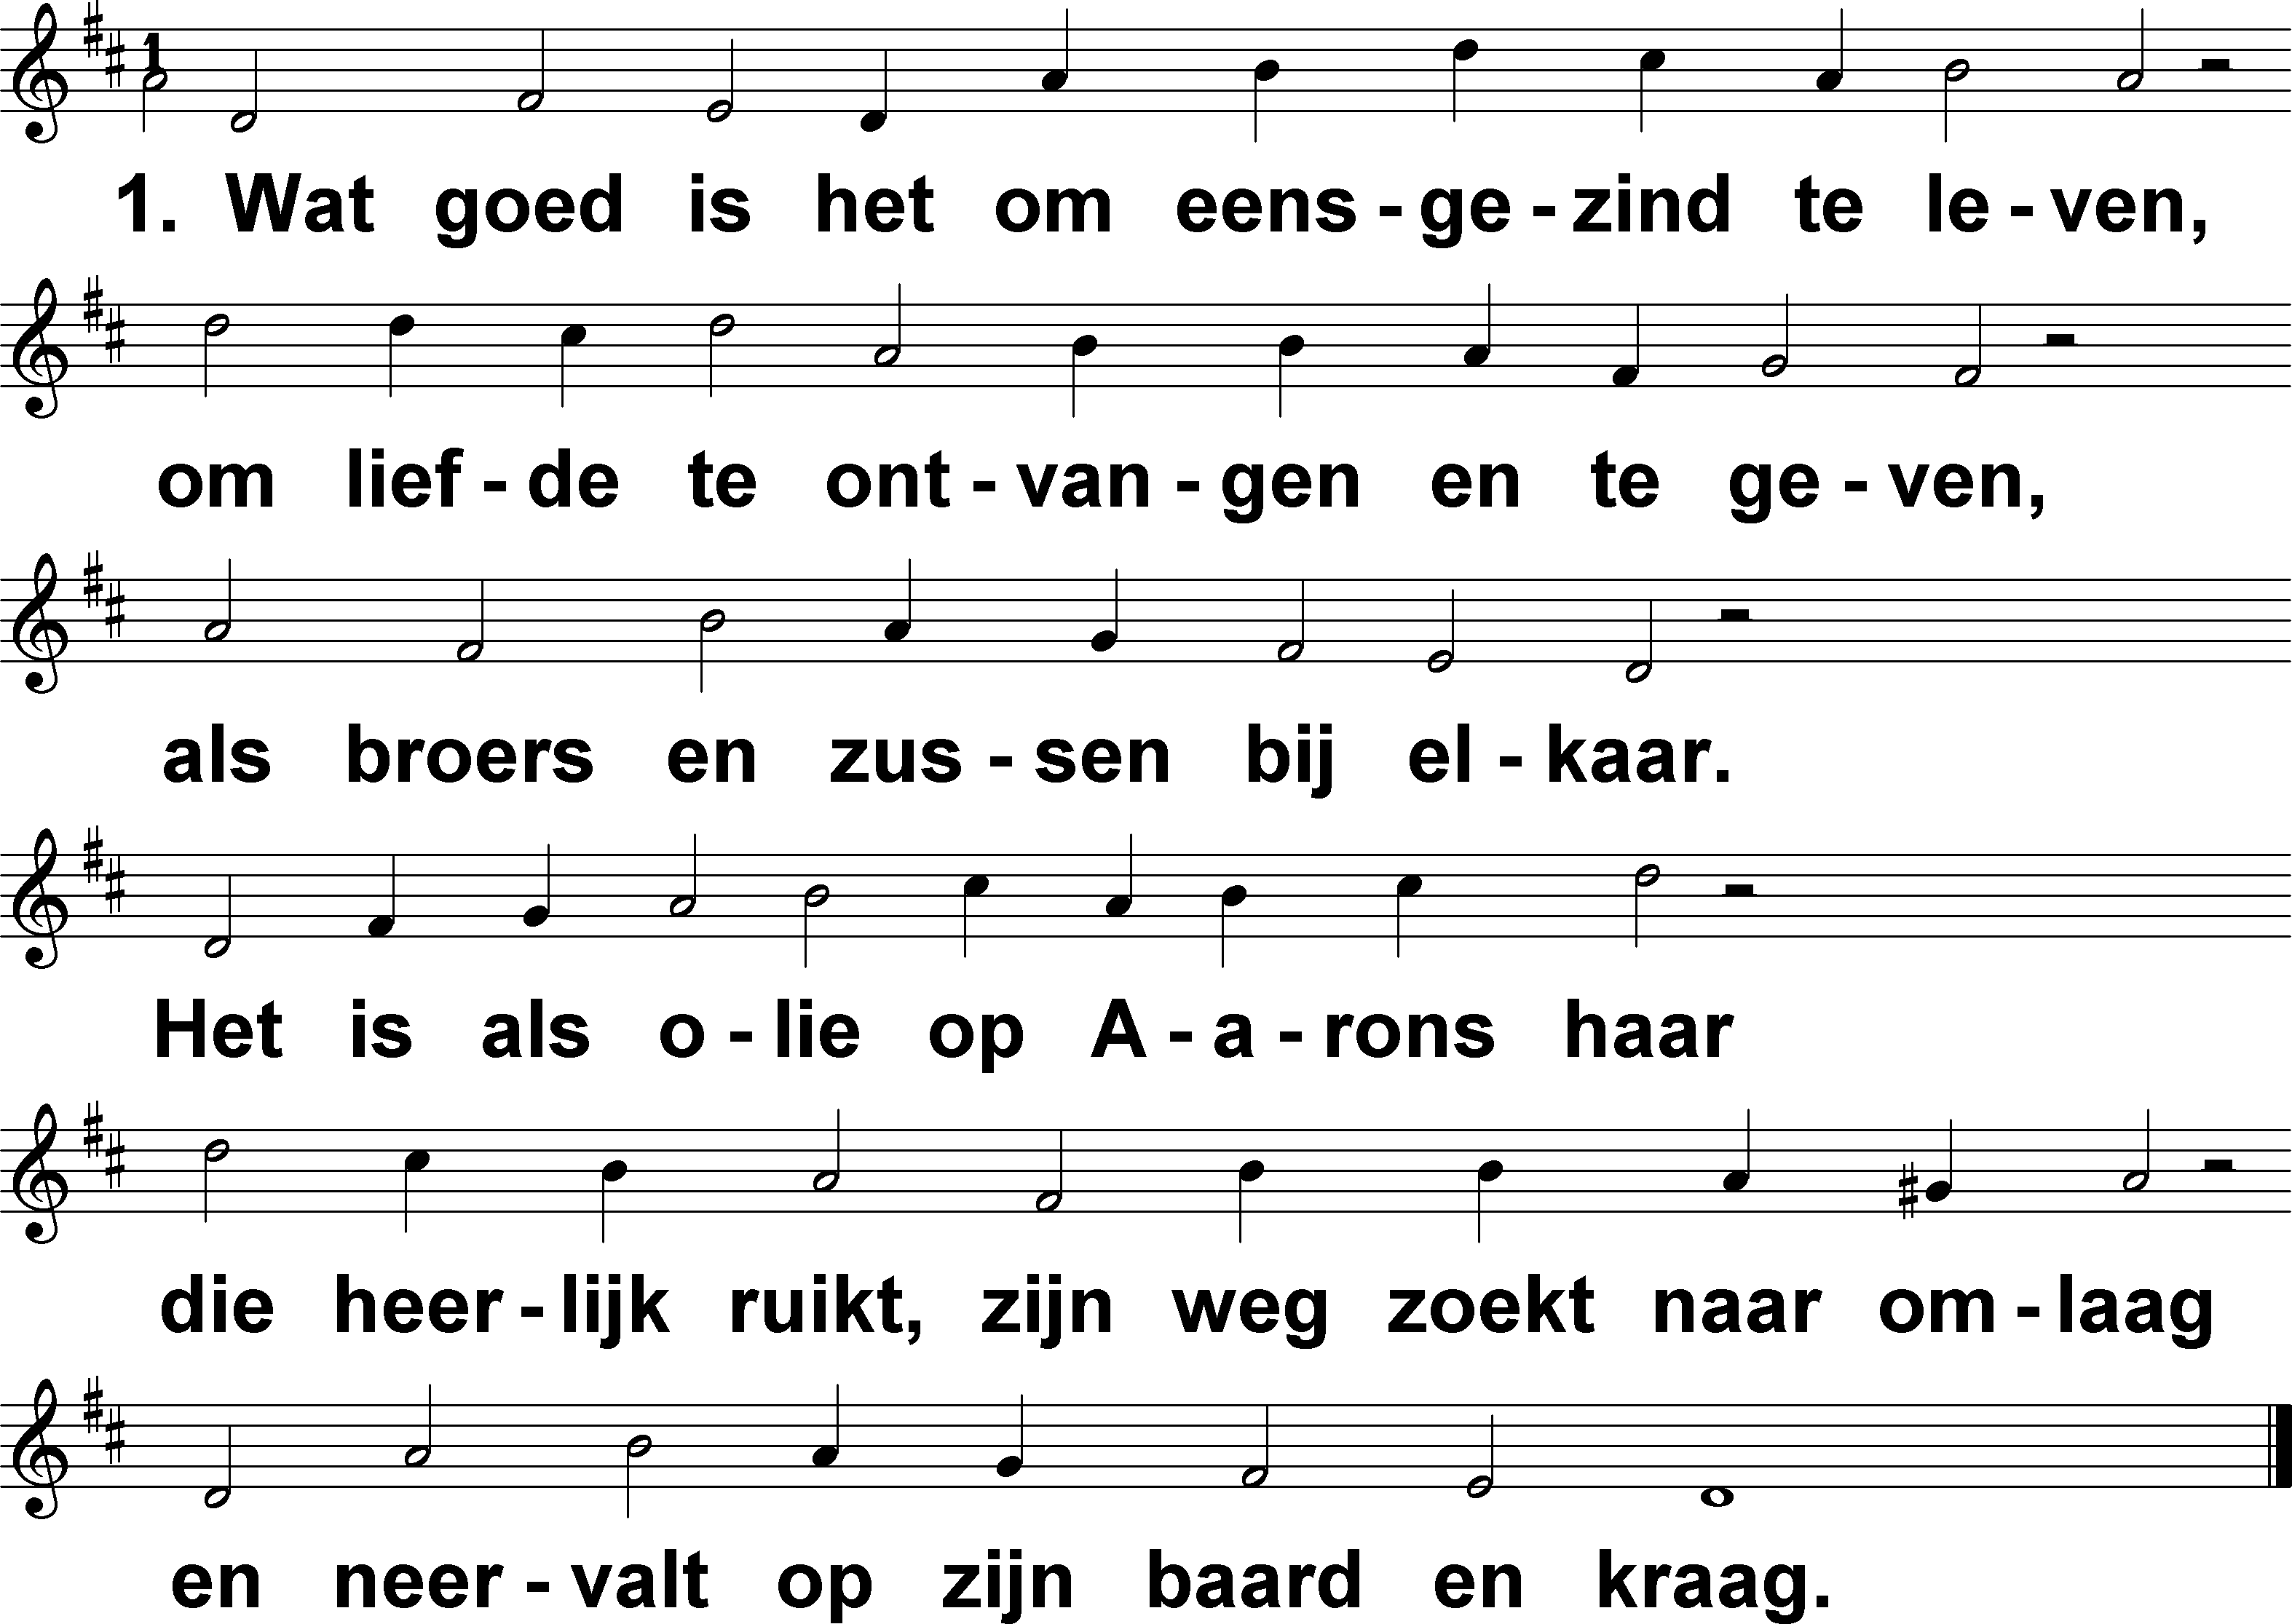 1
1. Wat goed is het om eens - ge - zind te le - ven,
om lief - de te ont - van - gen en te ge - ven,
als broers en zus - sen bij el - kaar.
Het is als o - lie op A - a - rons haar
die heer - lijk ruikt, zijn weg zoekt naar om - laag
en neer - valt op zijn baard en kraag.